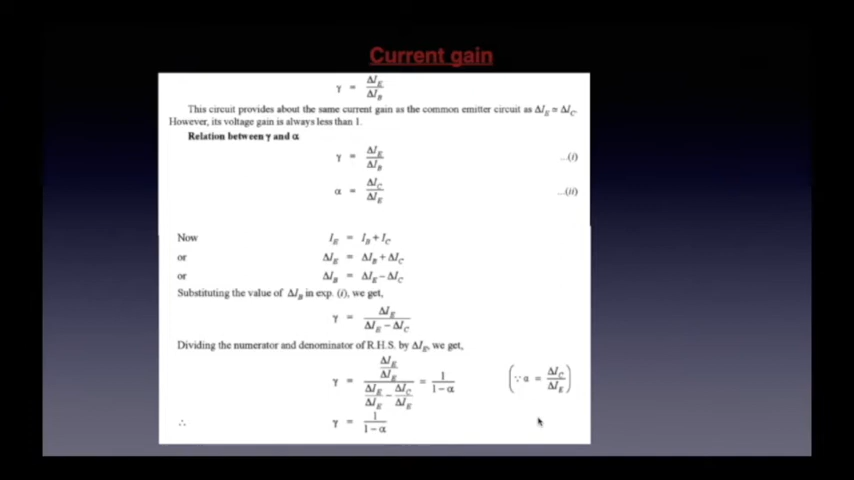 Current gain
γ = ΔI_E / ΔI_B
This circuit provides about the same current gain as the common emitter circuit as ΔI_E ≈ ΔI_C.
However, its voltage gain is always less than 1.
Relation between γ and α
γ = ΔI_E / ΔI_B ...(i)
α = ΔI_C / ΔI_E ...(ii)
Now I_E = I_B + I_C
or ΔI_E = ΔI_B + ΔI_C
or ΔI_B = ΔI_E − ΔI_C
Substituting the value of ΔI_B in exp. (i), we get,
γ = ΔI_E / (ΔI_E − ΔI_C)
Dividing the numerator and denominator of R.H.S. by ΔI_E, we get,
γ = (ΔI_E / ΔI_E) / (ΔI_E / ΔI_E − ΔI_C / ΔI_E) = 1 / (1 − α) (∵ α = ΔI_C / ΔI_E)
∴ γ = 1 / (1 − α)